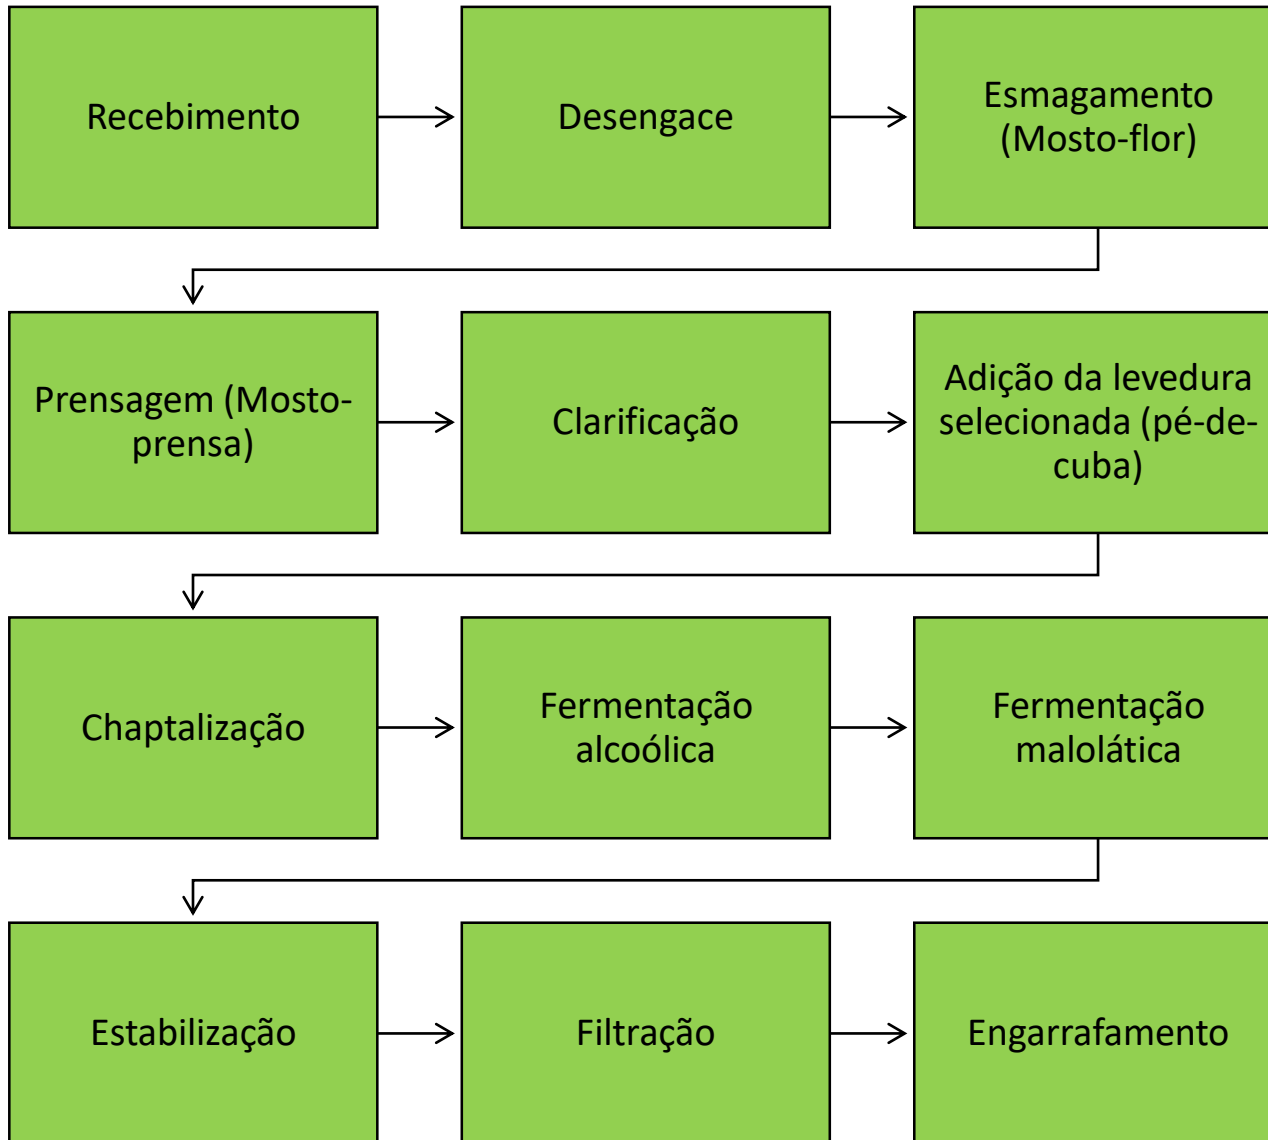 Recebimento
Desengace
Esmagamento
(Mosto-flor)
Prensagem (Mosto-
prensa)
Clarificação
Adição da levedura
selecionada (pé-de-
cuba)
Chaptalização
Fermentação
alcoólica
Fermentação
malolática
Estabilização
Filtração
Engarrafamento